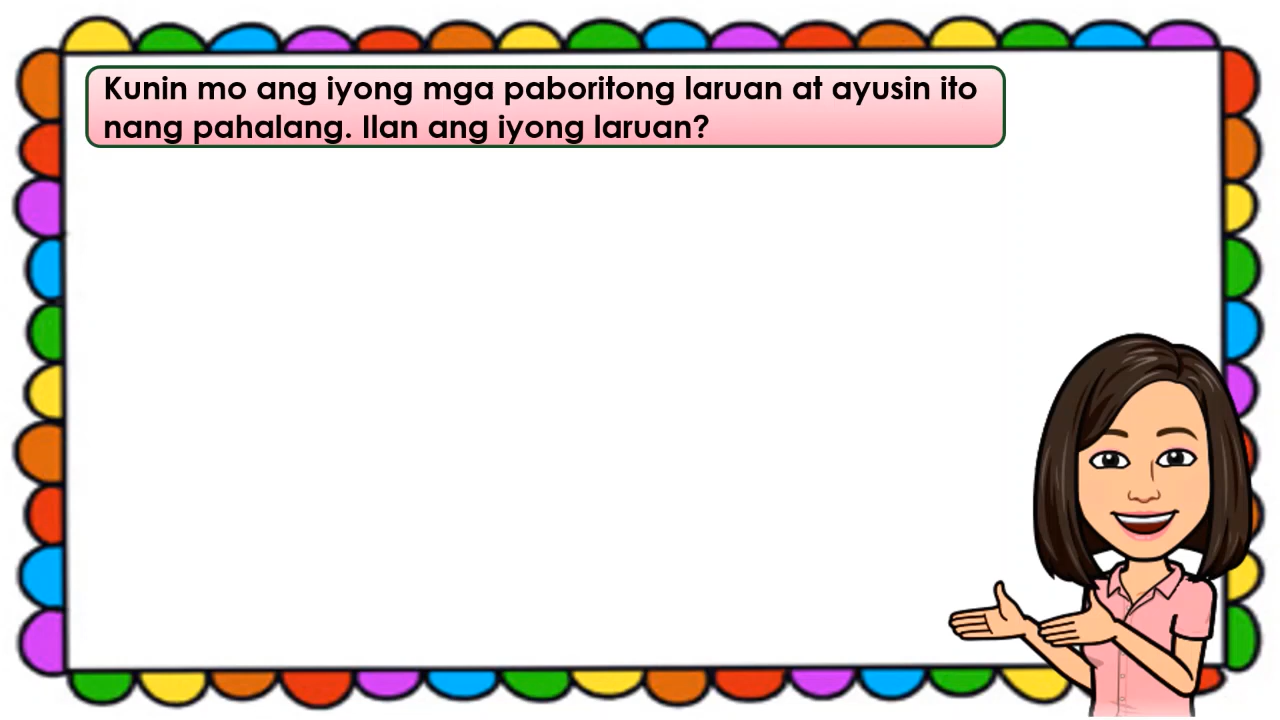 Kunin mo ang iyong mga paboritong laruan at ayusin ito
nang pahalang. Ilan ang iyong laruan?